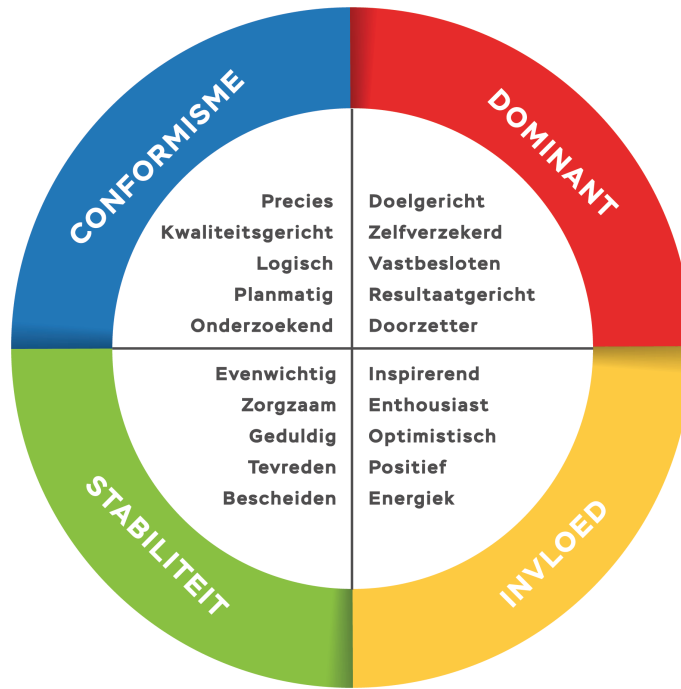 CONFORMISME
Precies
Kwaliteitsgericht
Logisch
Planmatig
Onderzoekend
DOMINANT
Doelgericht
Zelfverzekerd
Vastbesloten
Resultaatgericht
Doorzetter
STABILITEIT
Evenwichtig
Zorgzaam
Geduldig
Tevreden
Bescheiden
INVLOED
Inspirerend
Enthousiast
Optimistisch
Positief
Energiek